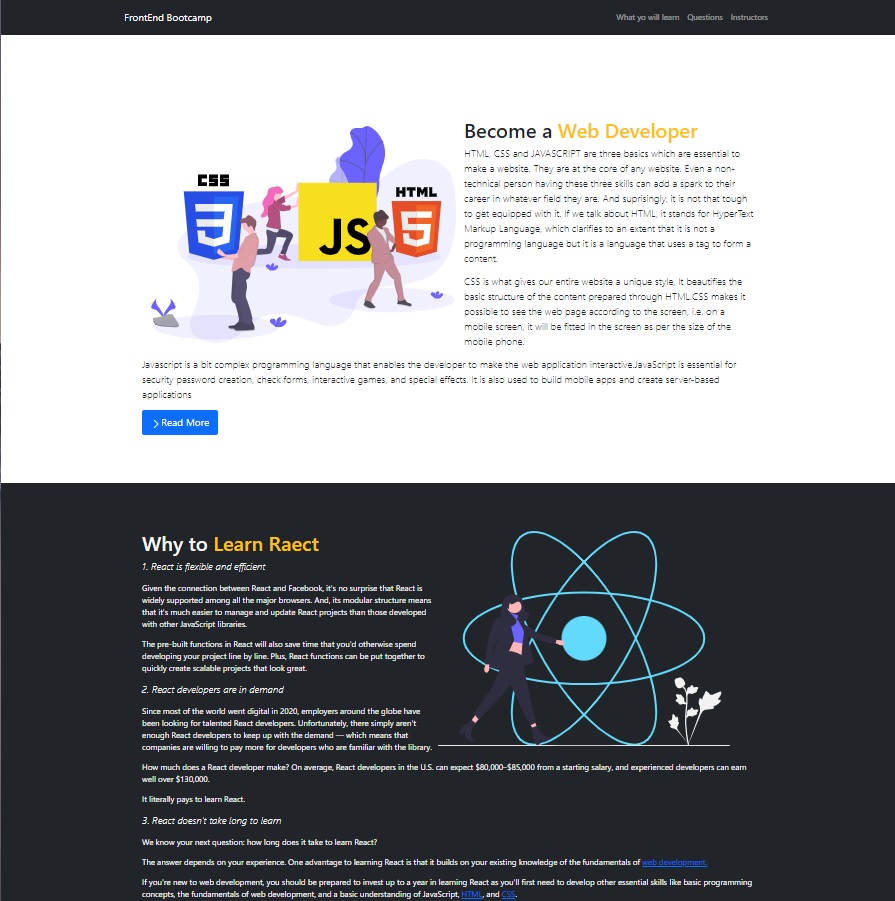 FrontEnd Bootcamp
What yo will learn Questions Instructors
Become a Web Developer
HTML, CSS and JAVASCRIPT are three basics which are essential to
make a website. They are at the core of any website. Even a non-
technical person having these three skills can add a spark to their
career in whatever field they are. And suprisingly, it is not that tough
to get equipped with it. If we talk about HTML, it stands for HyperText
Markup Language, which clarifies to an extent that it is not a
programming language but it is a language that uses a tag to form a
content.
CSS is what gives our entire website a unique style, It beautifies the
basic structure of the content prepared through HTML.CSS makes it
possible to see the web page according to the screen, i.e. on a
mobile screen, it will be fitted in the screen as per the size of the
mobile phone.
CSS
JS
HTML
Javascript is a bit complex programming language that enables the developer to make the web application interactive.JavaScript is essential for
security password creation, check forms, interactive games, and special effects. It is also used to build mobile apps and create server-based
applications
Read More
Why to Learn Raect
1. React is flexible and efficient
Given the connection between React and Facebook, it's no surprise that React is
widely supported among all the major browsers. And, its modular structure means
that it's much easier to manage and update React projects than those developed
with other JavaScript libraries.
The pre-built functions in React will also save time that you'd otherwise spend
developing your project line by line. Plus, React functions can be put together to
quickly create scalable projects that look great.
2. React developers are in demand
Since most of the world went digital in 2020, employers around the globe have
been looking for talented React developers. Unfortunately, there simply aren't
enough React developers to keep up with the demand — which means that
companies are willing to pay more for developers who are familiar with the library.
How much does a React developer make? On average, React developers in the U.S. can expect $80,000–$85,000 from a starting salary, and experienced developers can earn
well over $130,000.
It literally pays to learn React.
3. React doesn't take long to learn
We know your next question: how long does it take to learn React?
The answer depends on your experience. One advantage to learning React is that it builds on your existing knowledge of the fundamentals of web development.
If you're new to web development, you should be prepared to invest up to a year in learning React as you'll first need to develop other essential skills like basic programming
concepts, the fundamentals of web development, and a basic understanding of JavaScript, HTML, and CSS.